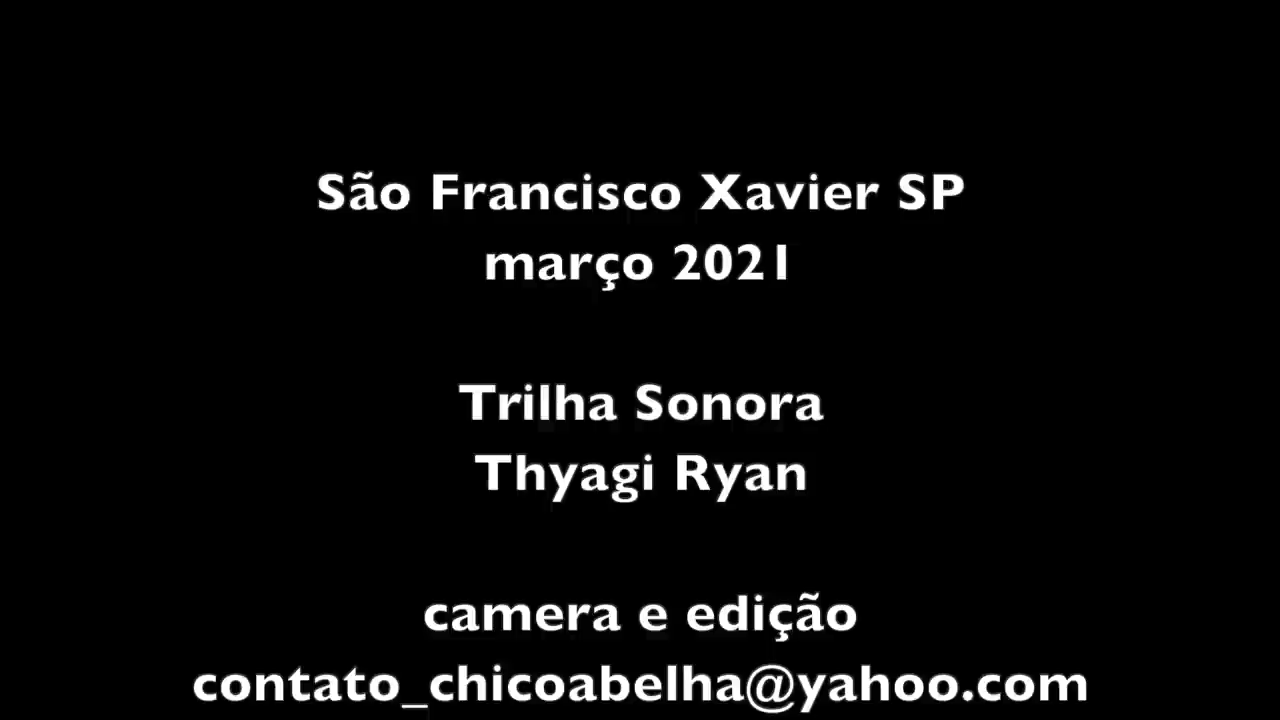 São Francisco Xavier SP
março 2021
Trilha Sonora
Thyagi Ryan
camera e edição
contato_chicoabelha@yahoo.com